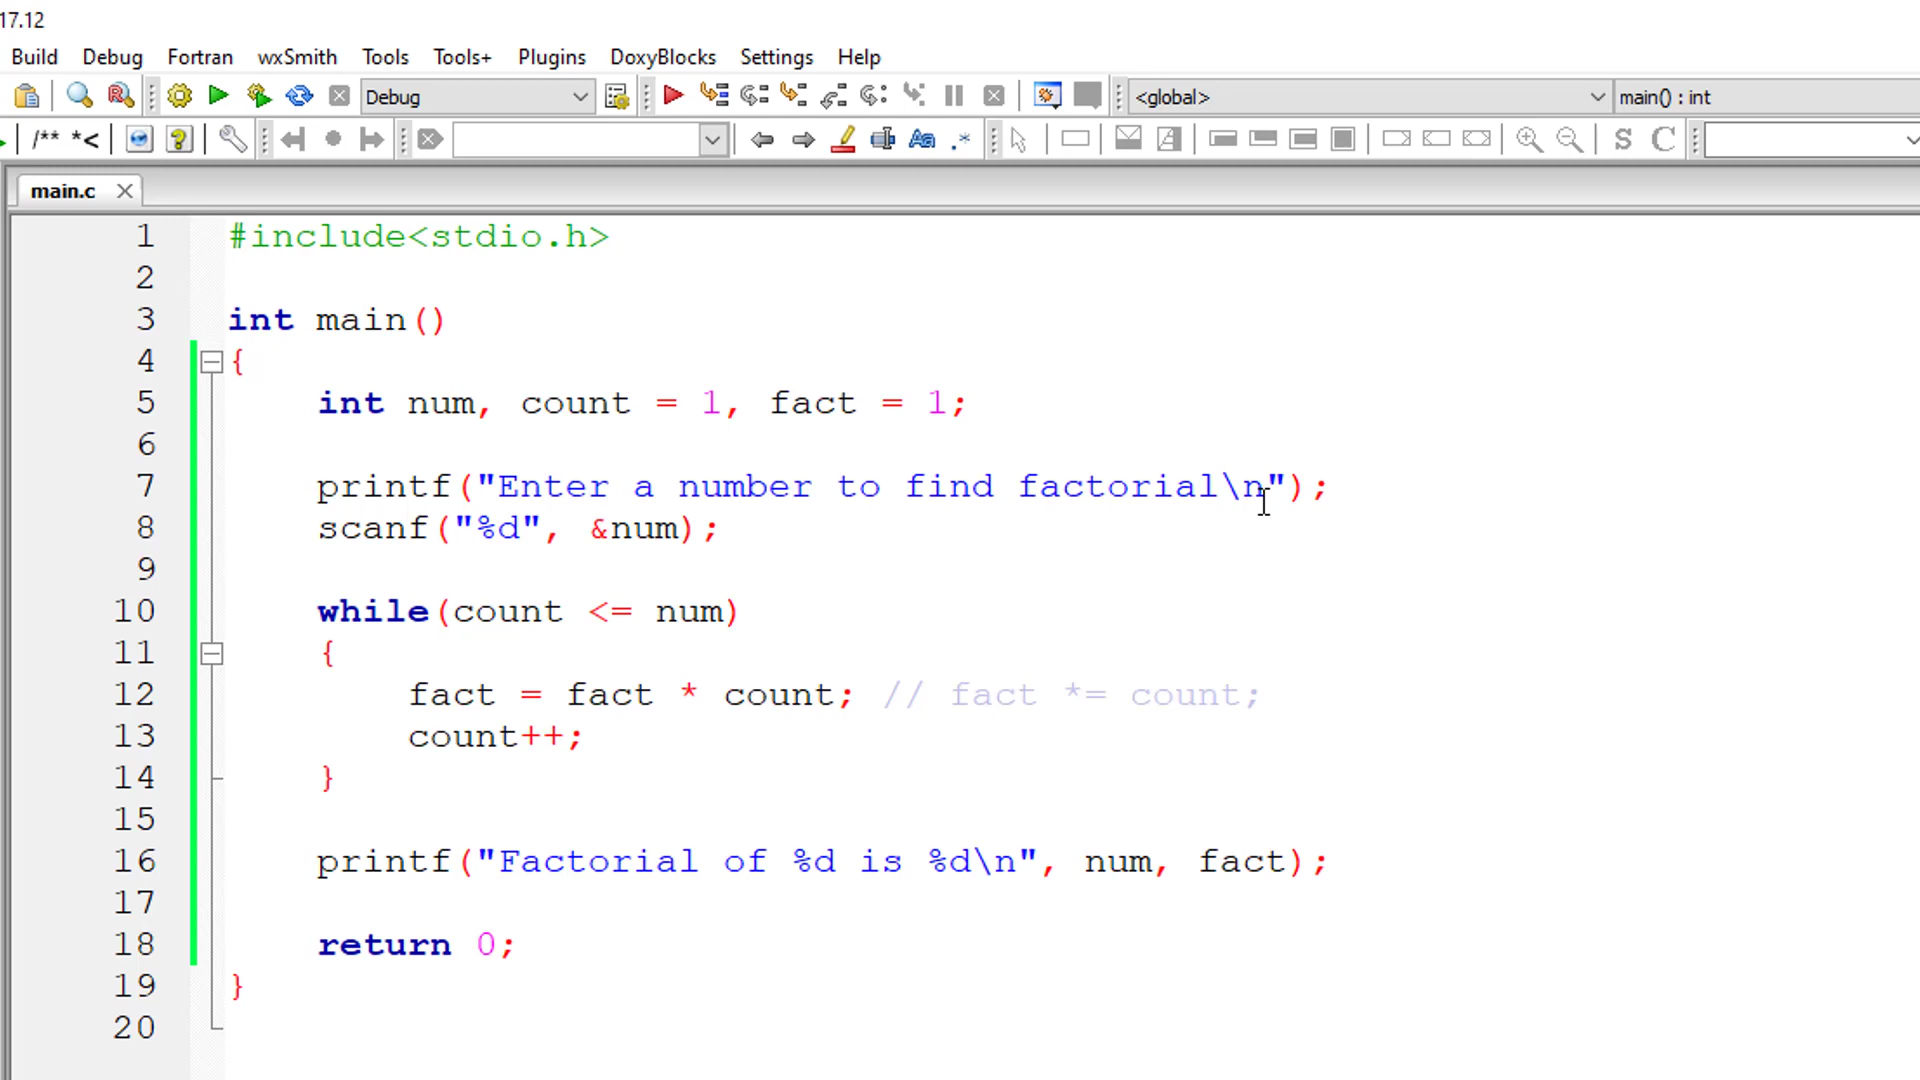 17.12
Build Debug Fortran wxSmith Tools Tools+ Plugins DoxyBlocks Settings Help
Debug <global> main() : int
/** *< Aa .* S C
main.c
1 #include<stdio.h>
2
3 int main()
4 {
5 int num, count = 1, fact = 1;
6
7 printf("Enter a number to find factorial\n");
8 scanf("%d", &num);
9
10 while(count <= num)
11 {
12 fact = fact * count; // fact *= count;
13 count++;
14 }
15
16 printf("Factorial of %d is %d\n", num, fact);
17
18 return 0;
19 }
20